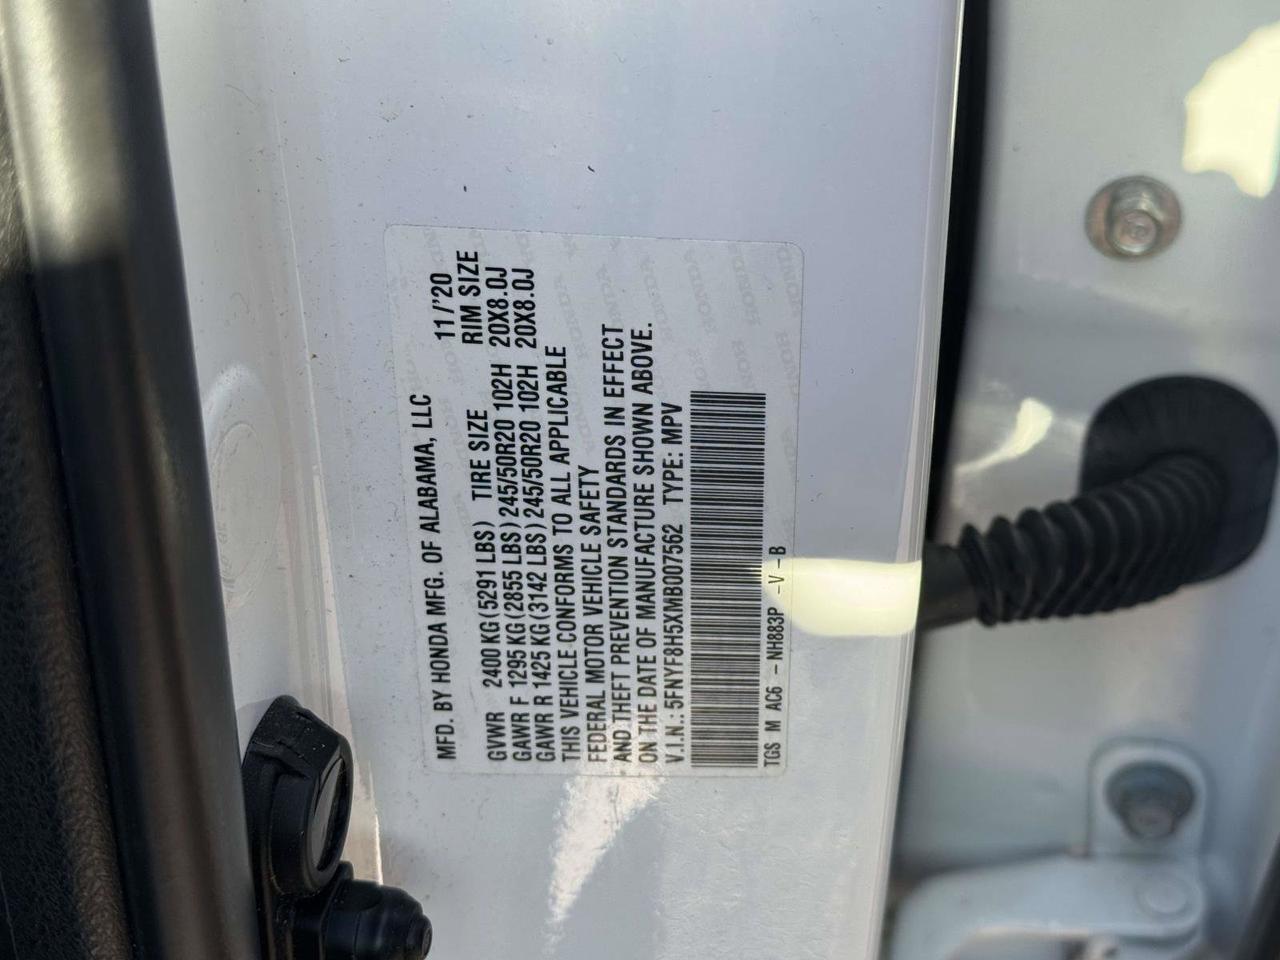 MFD. BY HONDA MFG. OF ALABAMA, LLC 11/'20
TIRE SIZE RIM SIZE
GVWR 2400 KG (5291 LBS)
GAWR F 1295 KG (2855 LBS) 245/50R20 102H 20X8.0J
GAWR R 1425 KG (3142 LBS) 245/50R20 102H 20X8.0J
THIS VEHICLE CONFORMS TO ALL APPLICABLE
FEDERAL MOTOR VEHICLE SAFETY
AND THEFT PREVENTION STANDARDS IN EFFECT
ON THE DATE OF MANUFACTURE SHOWN ABOVE.
V.I.N.: 5FNYF8H5XMB007562 TYPE: MPV
TGS M AC6 - NH883P -V -B